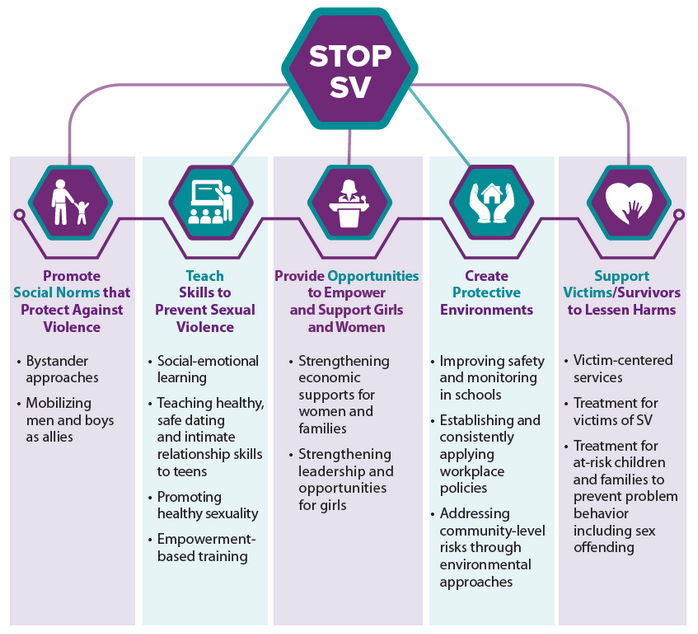 STOP
SV
Promote
Social Norms that
Protect Against
Violence
• Bystander
approaches
• Mobilizing
men and boys
as allies
Teach
Skills to
Prevent Sexual
Violence
• Social-emotional
learning
• Teaching healthy,
safe dating
and intimate
relationship skills
to teens
• Promoting
healthy sexuality
• Empowerment-
based training
Provide Opportunities
to Empower
and Support Girls
and Women
• Strengthening
economic
supports for
women and
families
• Strengthening
leadership and
opportunities
for girls
Create
Protective
Environments
• Improving safety
and monitoring
in schools
• Establishing and
consistently
applying
workplace
policies
• Addressing
community-level
risks through
environmental
approaches
Support
Victims/Survivors
to Lessen Harms
• Victim-centered
services
• Treatment for
victims of SV
• Treatment for
at-risk children
and families to
prevent problem
behavior
including sex
offending